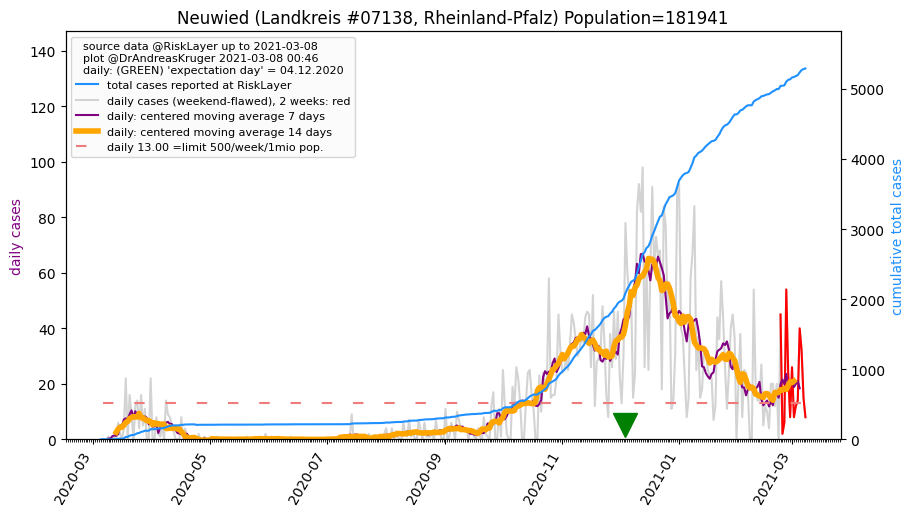 Neuwied (Landkreis #07138, Rheinland-Pfalz) Population=181941
source data @RiskLayer up to 2021-03-08
plot @DrAndreasKruger 2021-03-08 00:46
daily: (GREEN) 'expectation day' = 04.12.2020
total cases reported at RiskLayer
daily cases (weekend-flawed), 2 weeks: red
daily: centered moving average 7 days
daily: centered moving average 14 days
daily 13.00 =limit 500/week/1mio pop.
daily cases
140
120
100
80
60
40
20
0
cumulative total cases
5000
4000
3000
2000
1000
0
2020-03
2020-05
2020-07
2020-09
2020-11
2021-01
2021-03